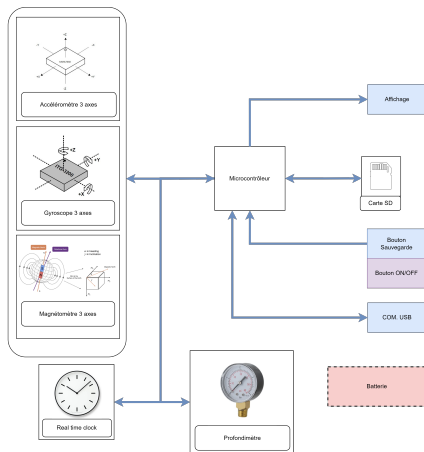 Accéléromètre 3 axes
+Z
+Y
+X
Gyroscope 3 axes
Magnétomètre 3 axes
Real time clock
Microcontrôleur
Profondimètre
Affichage
Carte SD
Bouton
Sauvegarde
Bouton ON/OFF
COM. USB
Batterie